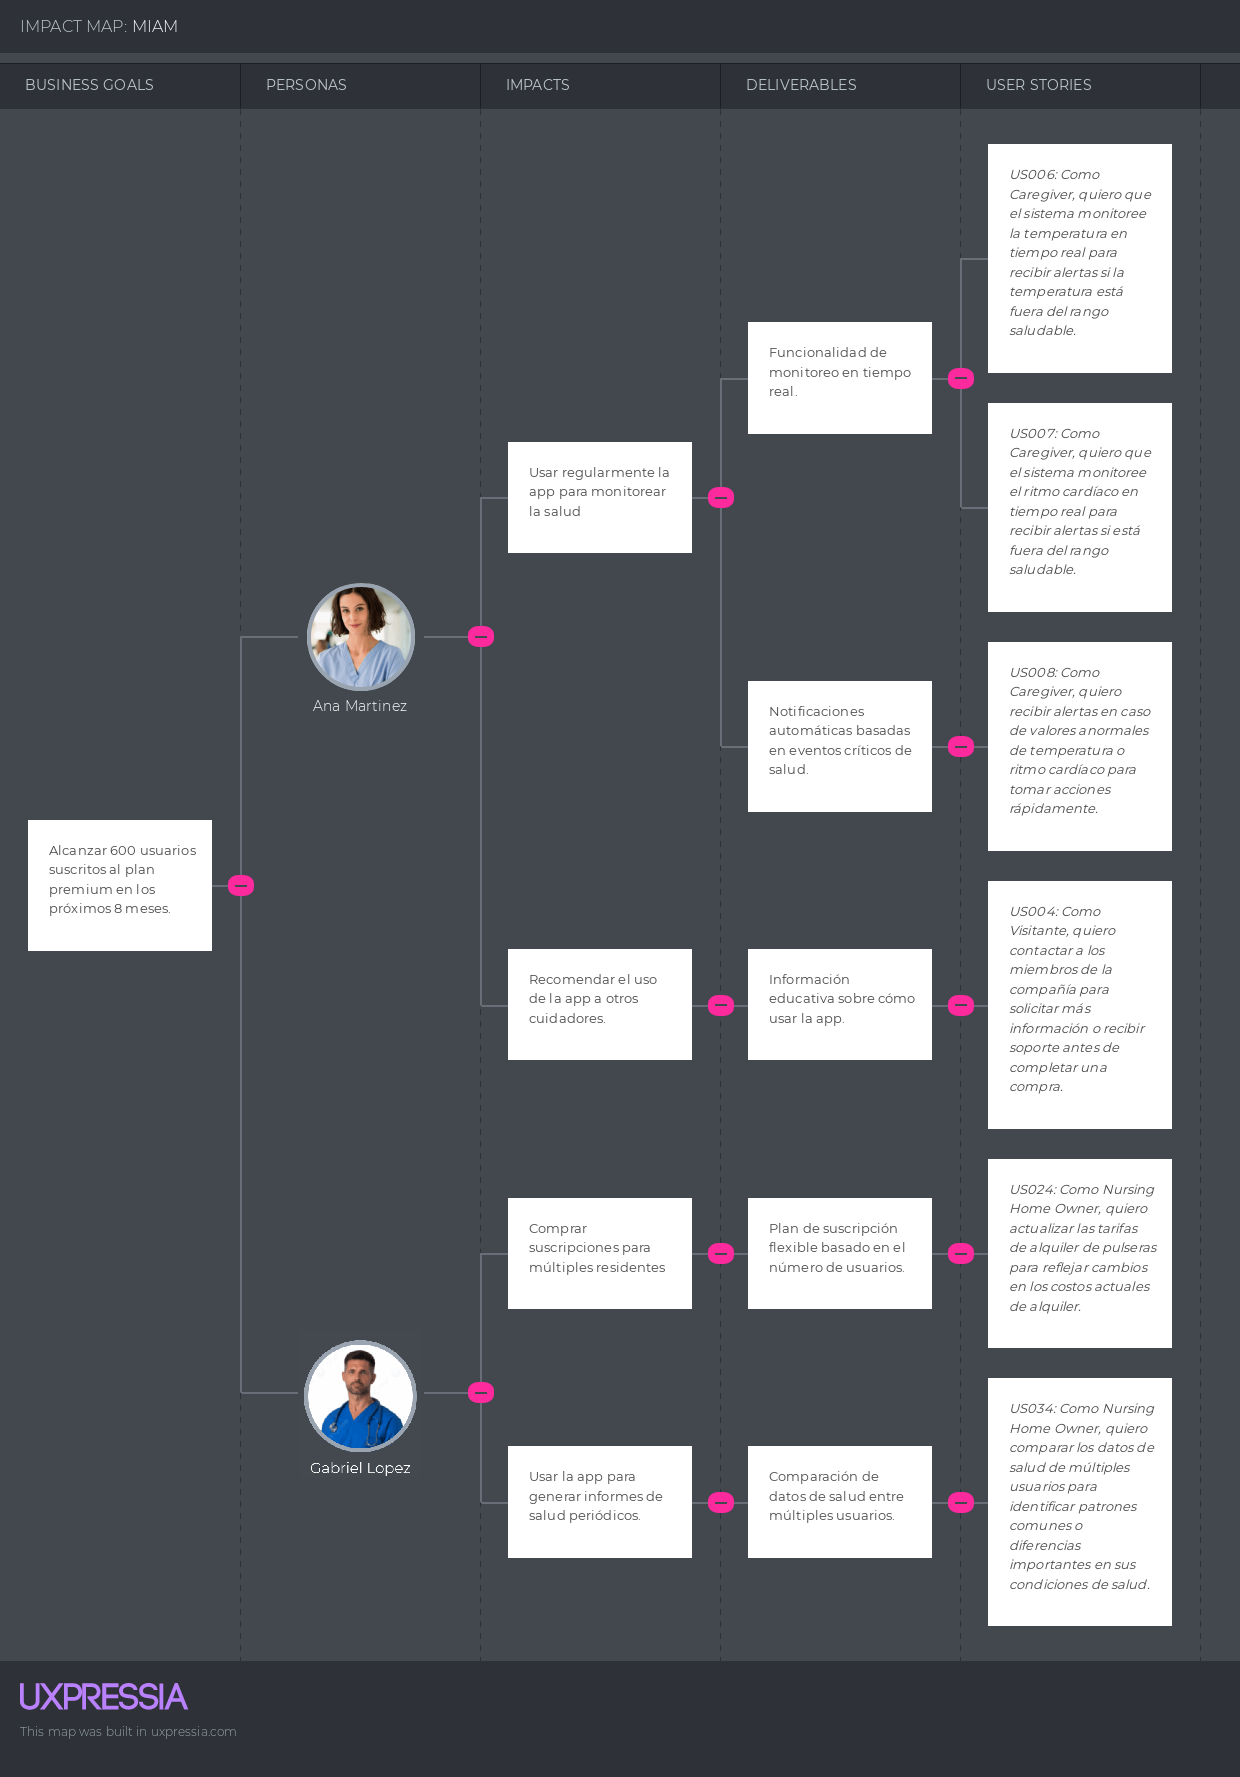 IMPACT MAP: MIAM
BUSINESS GOALS
PERSONAS
IMPACTS
DELIVERABLES
USER STORIES
Alcanzar 600 usuarios
suscritos al plan
premium en los
próximos 8 meses.
Ana Martinez
Usar regularmente la
app para monitorear
la salud
Funcionalidad de
monitoreo en tiempo
real.
US006: Como
Caregiver, quiero que
el sistema monitoree
la temperatura en
tiempo real para
recibir alertas si la
temperatura está
fuera del rango
saludable.
US007: Como
Caregiver, quiero que
el sistema monitoree
el ritmo cardíaco en
tiempo real para
recibir alertas si está
fuera del rango
saludable.
Notificaciones
automáticas basadas
en eventos críticos de
salud.
US008: Como
Caregiver, quiero
recibir alertas en caso
de valores anormales
de temperatura o
ritmo cardíaco para
tomar acciones
rápidamente.
Recomendar el uso
de la app a otros
cuidadores.
Información
educativa sobre cómo
usar la app.
US004: Como
Visitante, quiero
contactar a los
miembros de la
compañía para
solicitar más
información o recibir
soporte antes de
completar una
compra.
Gabriel Lopez
Comprar
suscripciones para
múltiples residentes
Plan de suscripción
flexible basado en el
número de usuarios.
US024: Como Nursing
Home Owner, quiero
actualizar las tarifas
de alquiler de pulseras
para reflejar cambios
en los costos actuales
de alquiler.
Usar la app para
generar informes de
salud periódicos.
Comparación de
datos de salud entre
múltiples usuarios.
US034: Como Nursing
Home Owner, quiero
comparar los datos de
salud de múltiples
usuarios para
identificar patrones
comunes o
diferencias
importantes en sus
condiciones de salud.
UXPRESSIA
This map was built in uxpressia.com